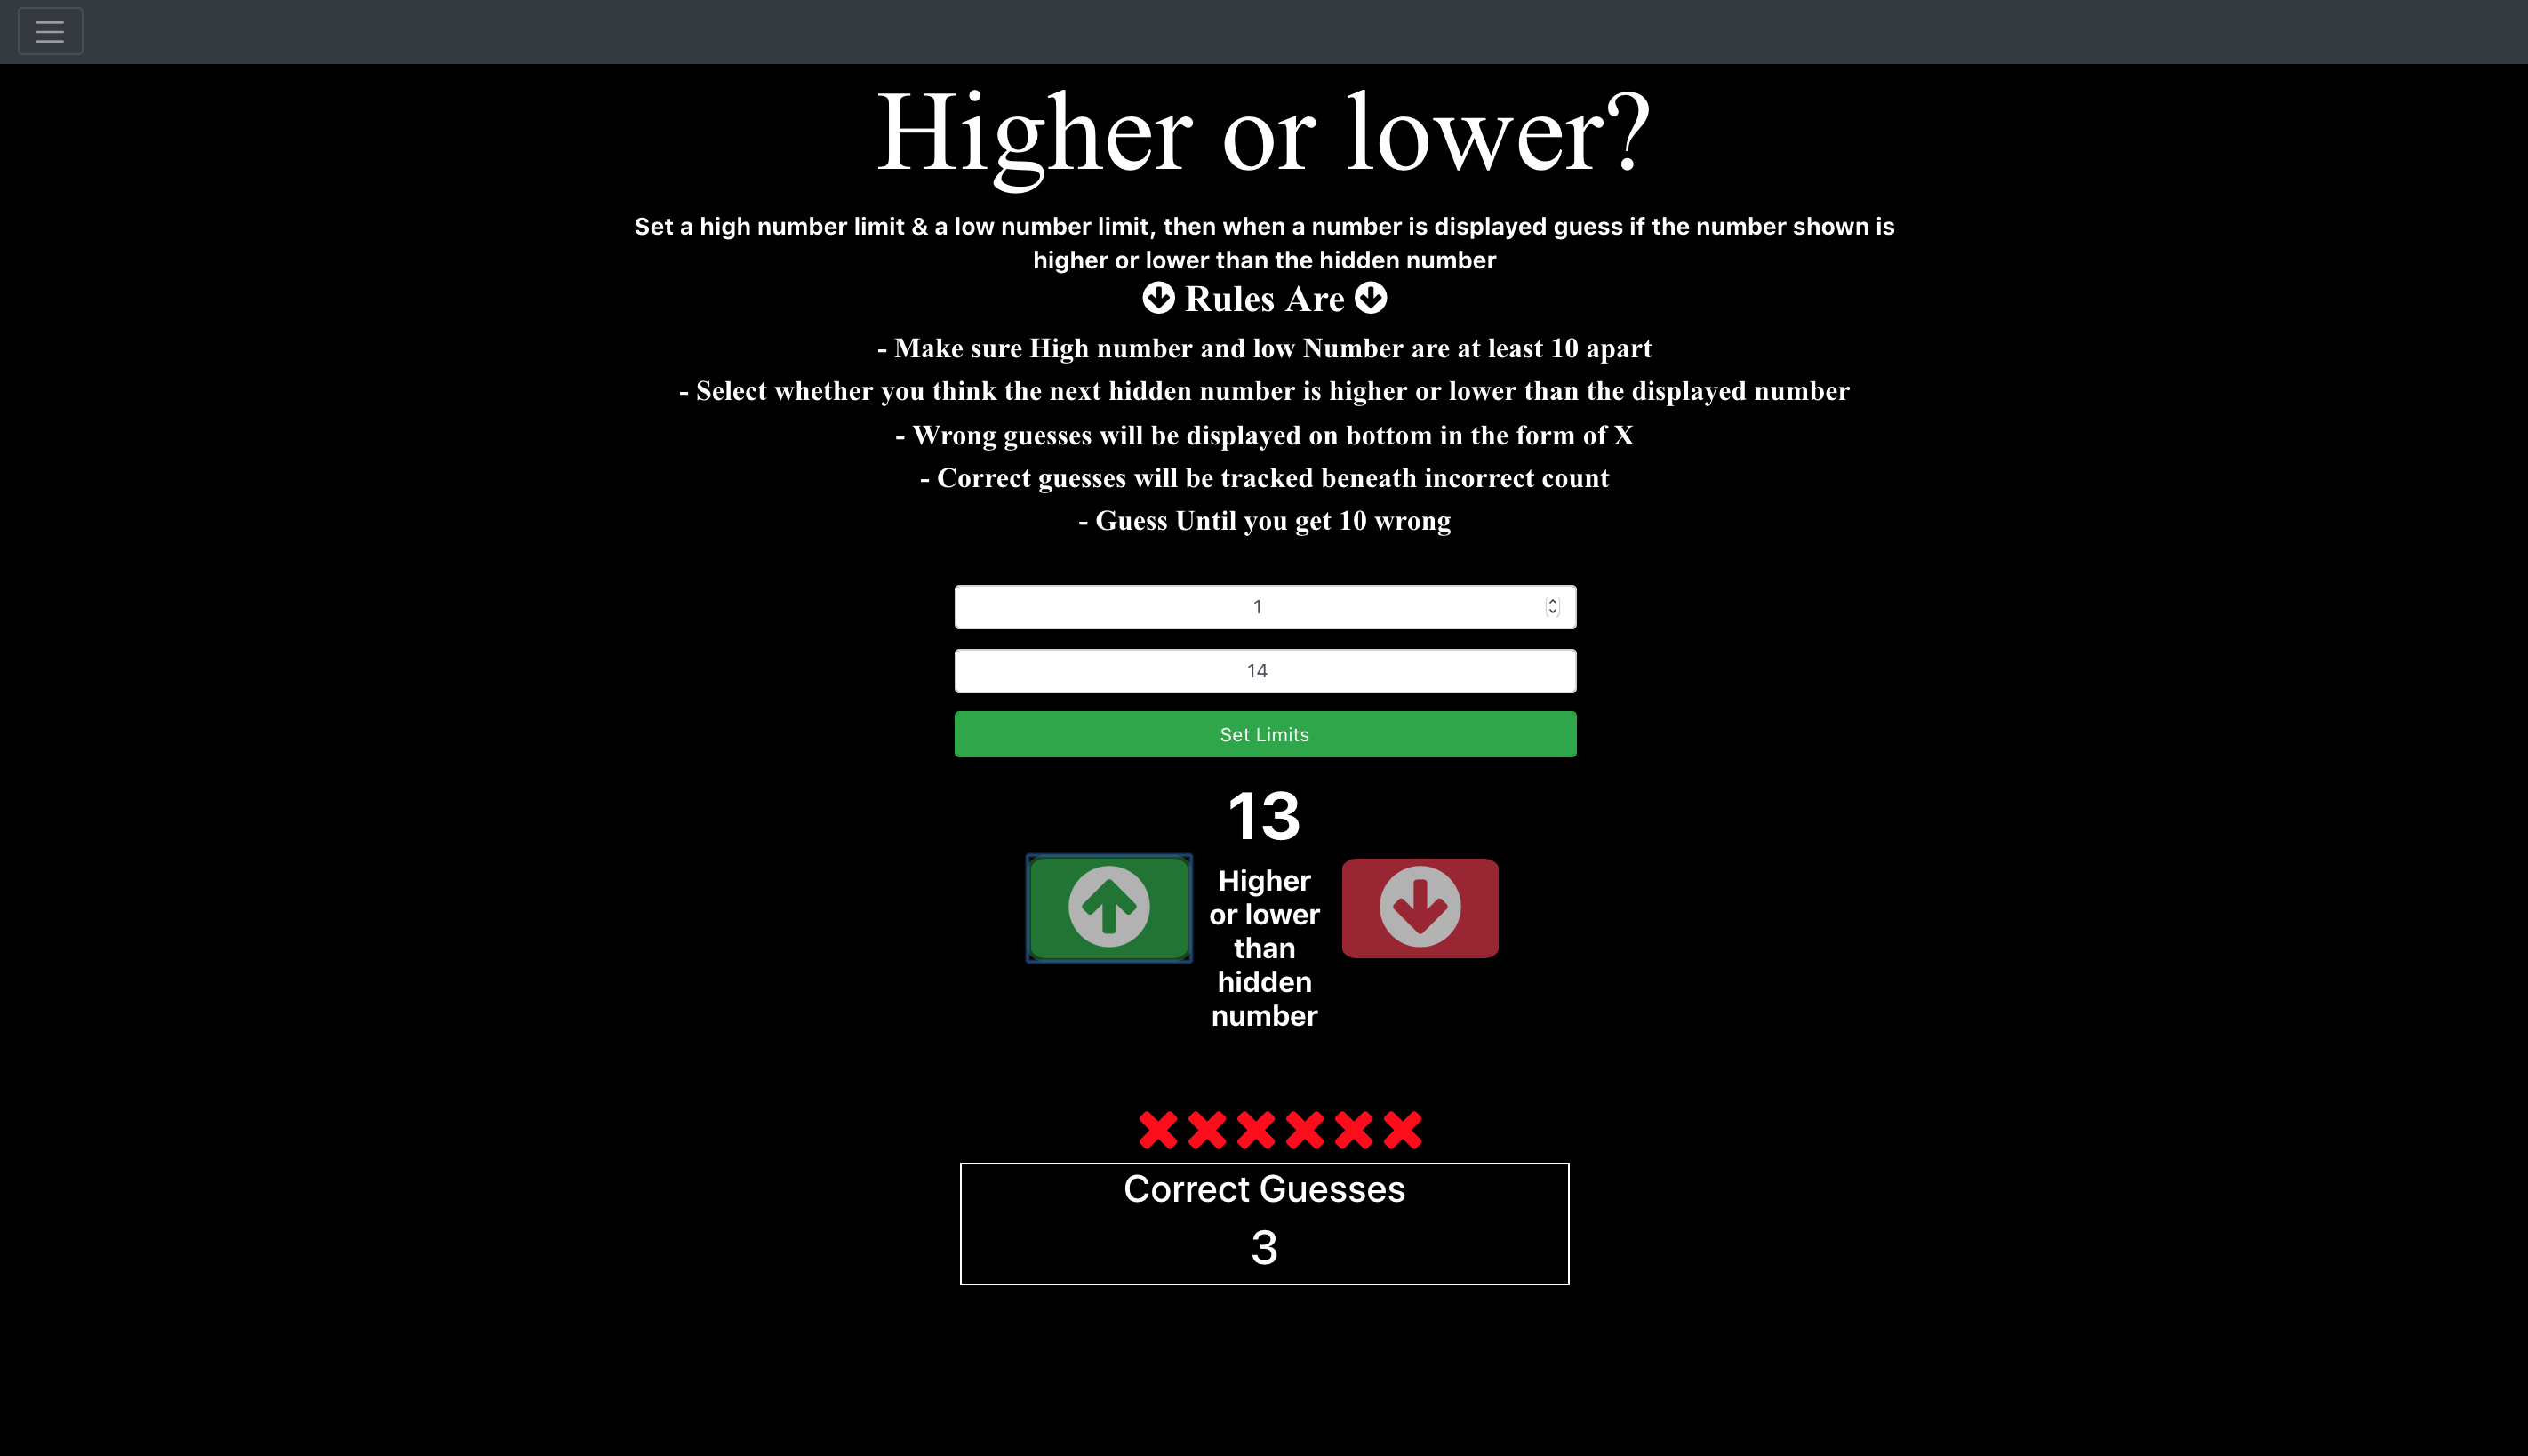 Higher or lower?
Set a high number limit & a low number limit, then when a number is displayed guess if the number shown is
higher or lower than the hidden number
Rules Are
- Make sure High number and low Number are at least 10 apart
- Select whether you think the next hidden number is higher or lower than the displayed number
- Wrong guesses will be displayed on bottom in the form of X
- Correct guesses will be tracked beneath incorrect count
- Guess Until you get 10 wrong
1
14
Set Limits
13
Higher
or lower
than
hidden
number
Correct Guesses
3